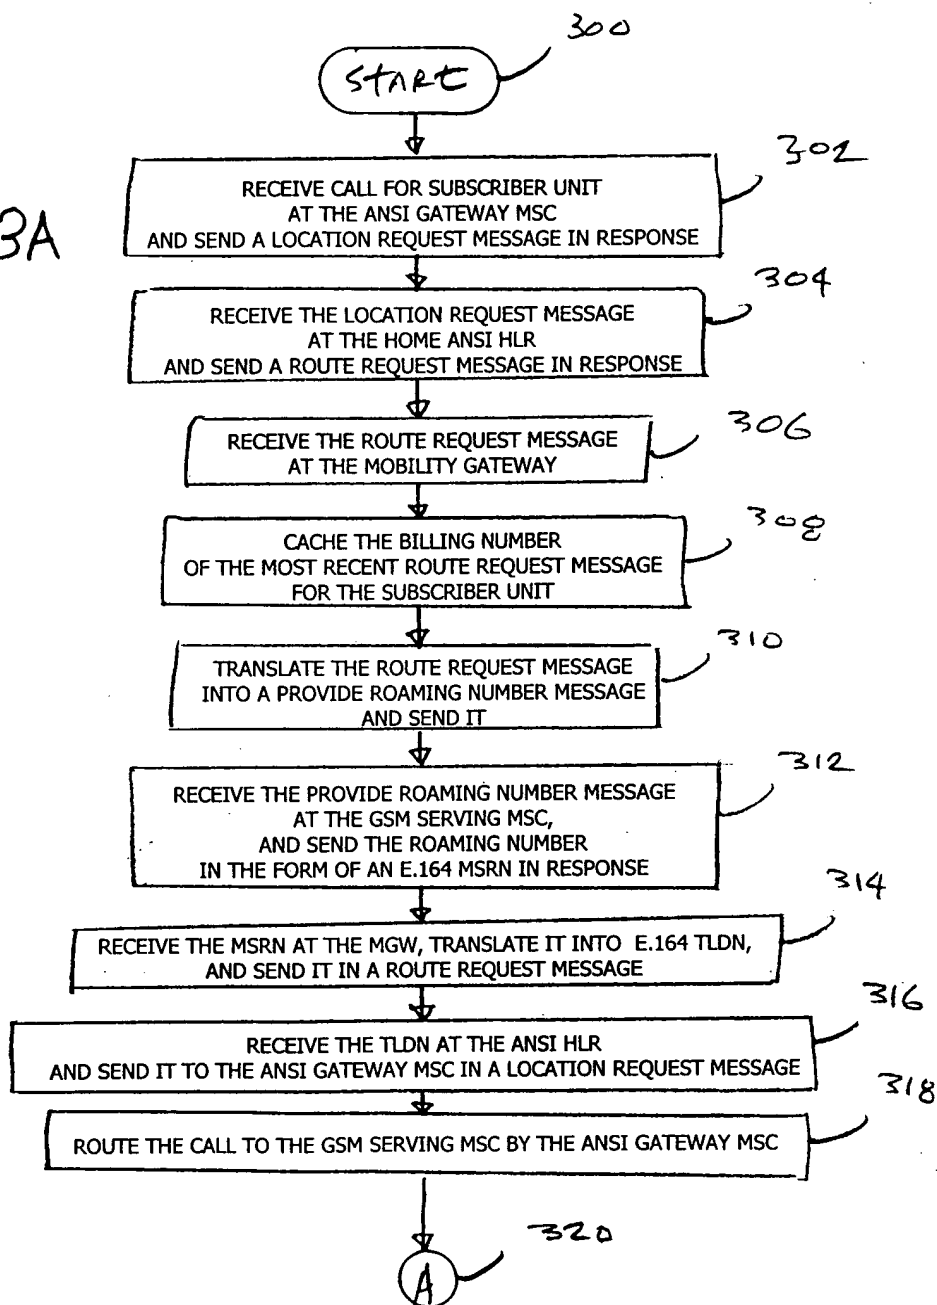 300
START
302
RECEIVE CALL FOR SUBSCRIBER UNIT
AT THE ANSI GATEWAY MSC
AND SEND A LOCATION REQUEST MESSAGE IN RESPONSE
3A
304
RECEIVE THE LOCATION REQUEST MESSAGE
AT THE HOME ANSI HLR
AND SEND A ROUTE REQUEST MESSAGE IN RESPONSE
306
RECEIVE THE ROUTE REQUEST MESSAGE
AT THE MOBILITY GATEWAY
308
CACHE THE BILLING NUMBER
OF THE MOST RECENT ROUTE REQUEST MESSAGE
FOR THE SUBSCRIBER UNIT
310
TRANSLATE THE ROUTE REQUEST MESSAGE
INTO A PROVIDE ROAMING NUMBER MESSAGE
AND SEND IT
312
RECEIVE THE PROVIDE ROAMING NUMBER MESSAGE
AT THE GSM SERVING MSC,
AND SEND THE ROAMING NUMBER
IN THE FORM OF AN E.164 MSRN IN RESPONSE
314
RECEIVE THE MSRN AT THE MGW, TRANSLATE IT INTO E.164 TLDN,
AND SEND IT IN A ROUTE REQUEST MESSAGE
316
RECEIVE THE TLDN AT THE ANSI HLR
AND SEND IT TO THE ANSI GATEWAY MSC IN A LOCATION REQUEST MESSAGE
318
ROUTE THE CALL TO THE GSM SERVING MSC BY THE ANSI GATEWAY MSC
320
A